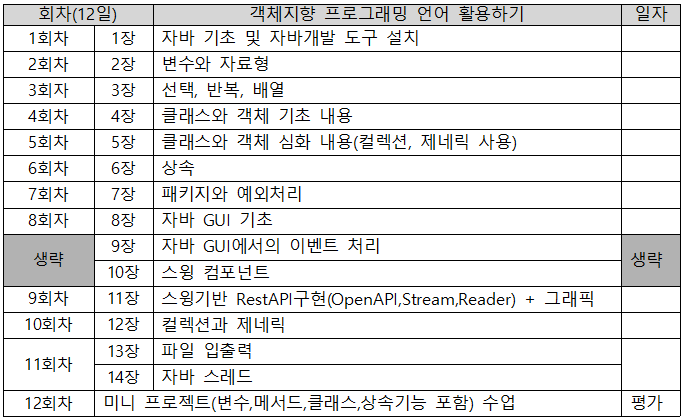 회차(12일) 객체지향 프로그래밍 언어 활용하기 일자
1회차 1장 자바 기초 및 자바개발 도구 설치
2회차 2장 변수와 자료형
3회자 3장 선택, 반복, 배열
4회차 4장 클래스와 객체 기초 내용
5회차 5장 클래스와 객체 심화 내용(컬렉션, 제네릭 사용)
6회차 6장 상속
7회차 7장 패키지와 예외처리
8회자 8장 자바 GUI 기초
생략 9장 자바 GUI에서의 이벤트 처리 생략
10장 스윙 컴포넌트
9회차 11장 스윙기반 RestAPI구현(OpenAPI,Stream,Reader) + 그래픽
10회차 12장 컬렉션과 제네릭
11회차 13장 파일 입출력
14장 자바 스레드
12회차 미니 프로젝트(변수,메서드,클래스,상속기능 포함) 수업 평가